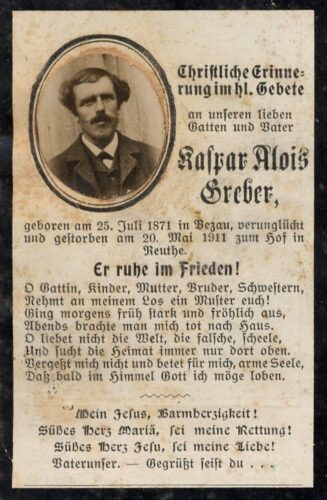 Christliche Erinne-
rung im hl. Gebete
an unseren lieben
Gatten und Vater
Kaspar Alois
Greber,
geboren am 25. Juli 1871 in Bezau, verunglückt
und gestorben am 20. Mai 1911 zum Hof in
Reuthe.
Er ruhe im Frieden!
O Gattin, Kinder, Mutter, Bruder, Schwestern,
Nehmt an meinem Los ein Muster euch!
Ging morgens früh stark und fröhlich aus,
Abends brachte man mich tot nach Haus.
O liebet nicht die Welt, die falsche, scheele,
Und sucht die Heimat immer nur dort oben.
Vergeßt mich nicht und betet für mich, arme Seele,
Daß bald im Himmel Gott ich möge loben.
Mein Jesus, Barmherzigkeit!
Süßes Herz Mariä, sei meine Rettung!
Süßes Herz Jesu, sei meine Liebe!
Vaterunser. — Gegrüßt seist du . . .